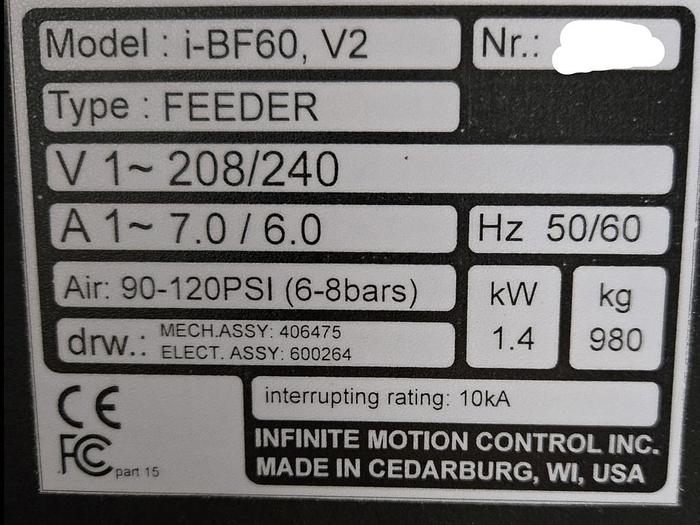 Model : i-BF60, V2
Nr.:
Type : FEEDER
V 1~ 208/240
A 1~ 7.0 / 6.0
Hz 50/60
Air: 90-120PSI (6-8bars)
kW
1.4
kg
980
drw.: MECH.ASSY: 406475
ELECT. ASSY: 600264
CE
FC part 15
interrupting rating: 10kA
INFINITE MOTION CONTROL INC.
MADE IN CEDARBURG, WI, USA